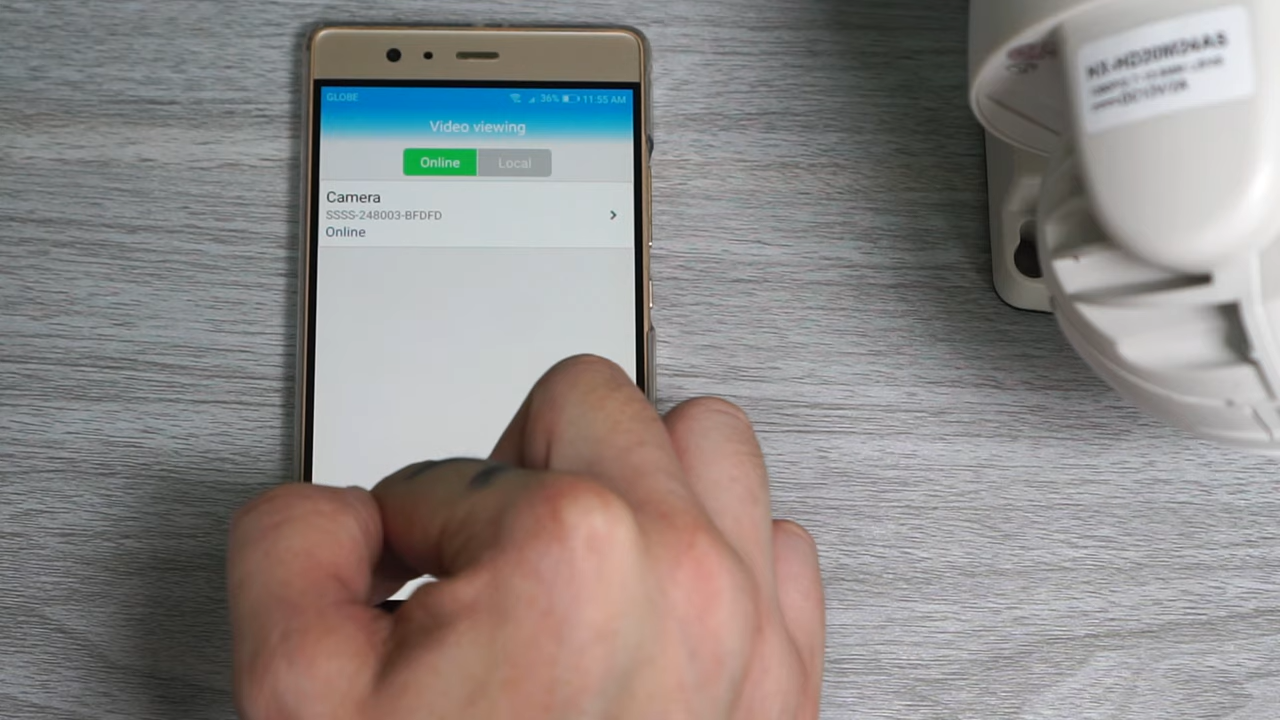 GLOBE
36% 11:55 AM
Video viewing
Online
Local
Camera
SSSS-248003-BFDFD
Online